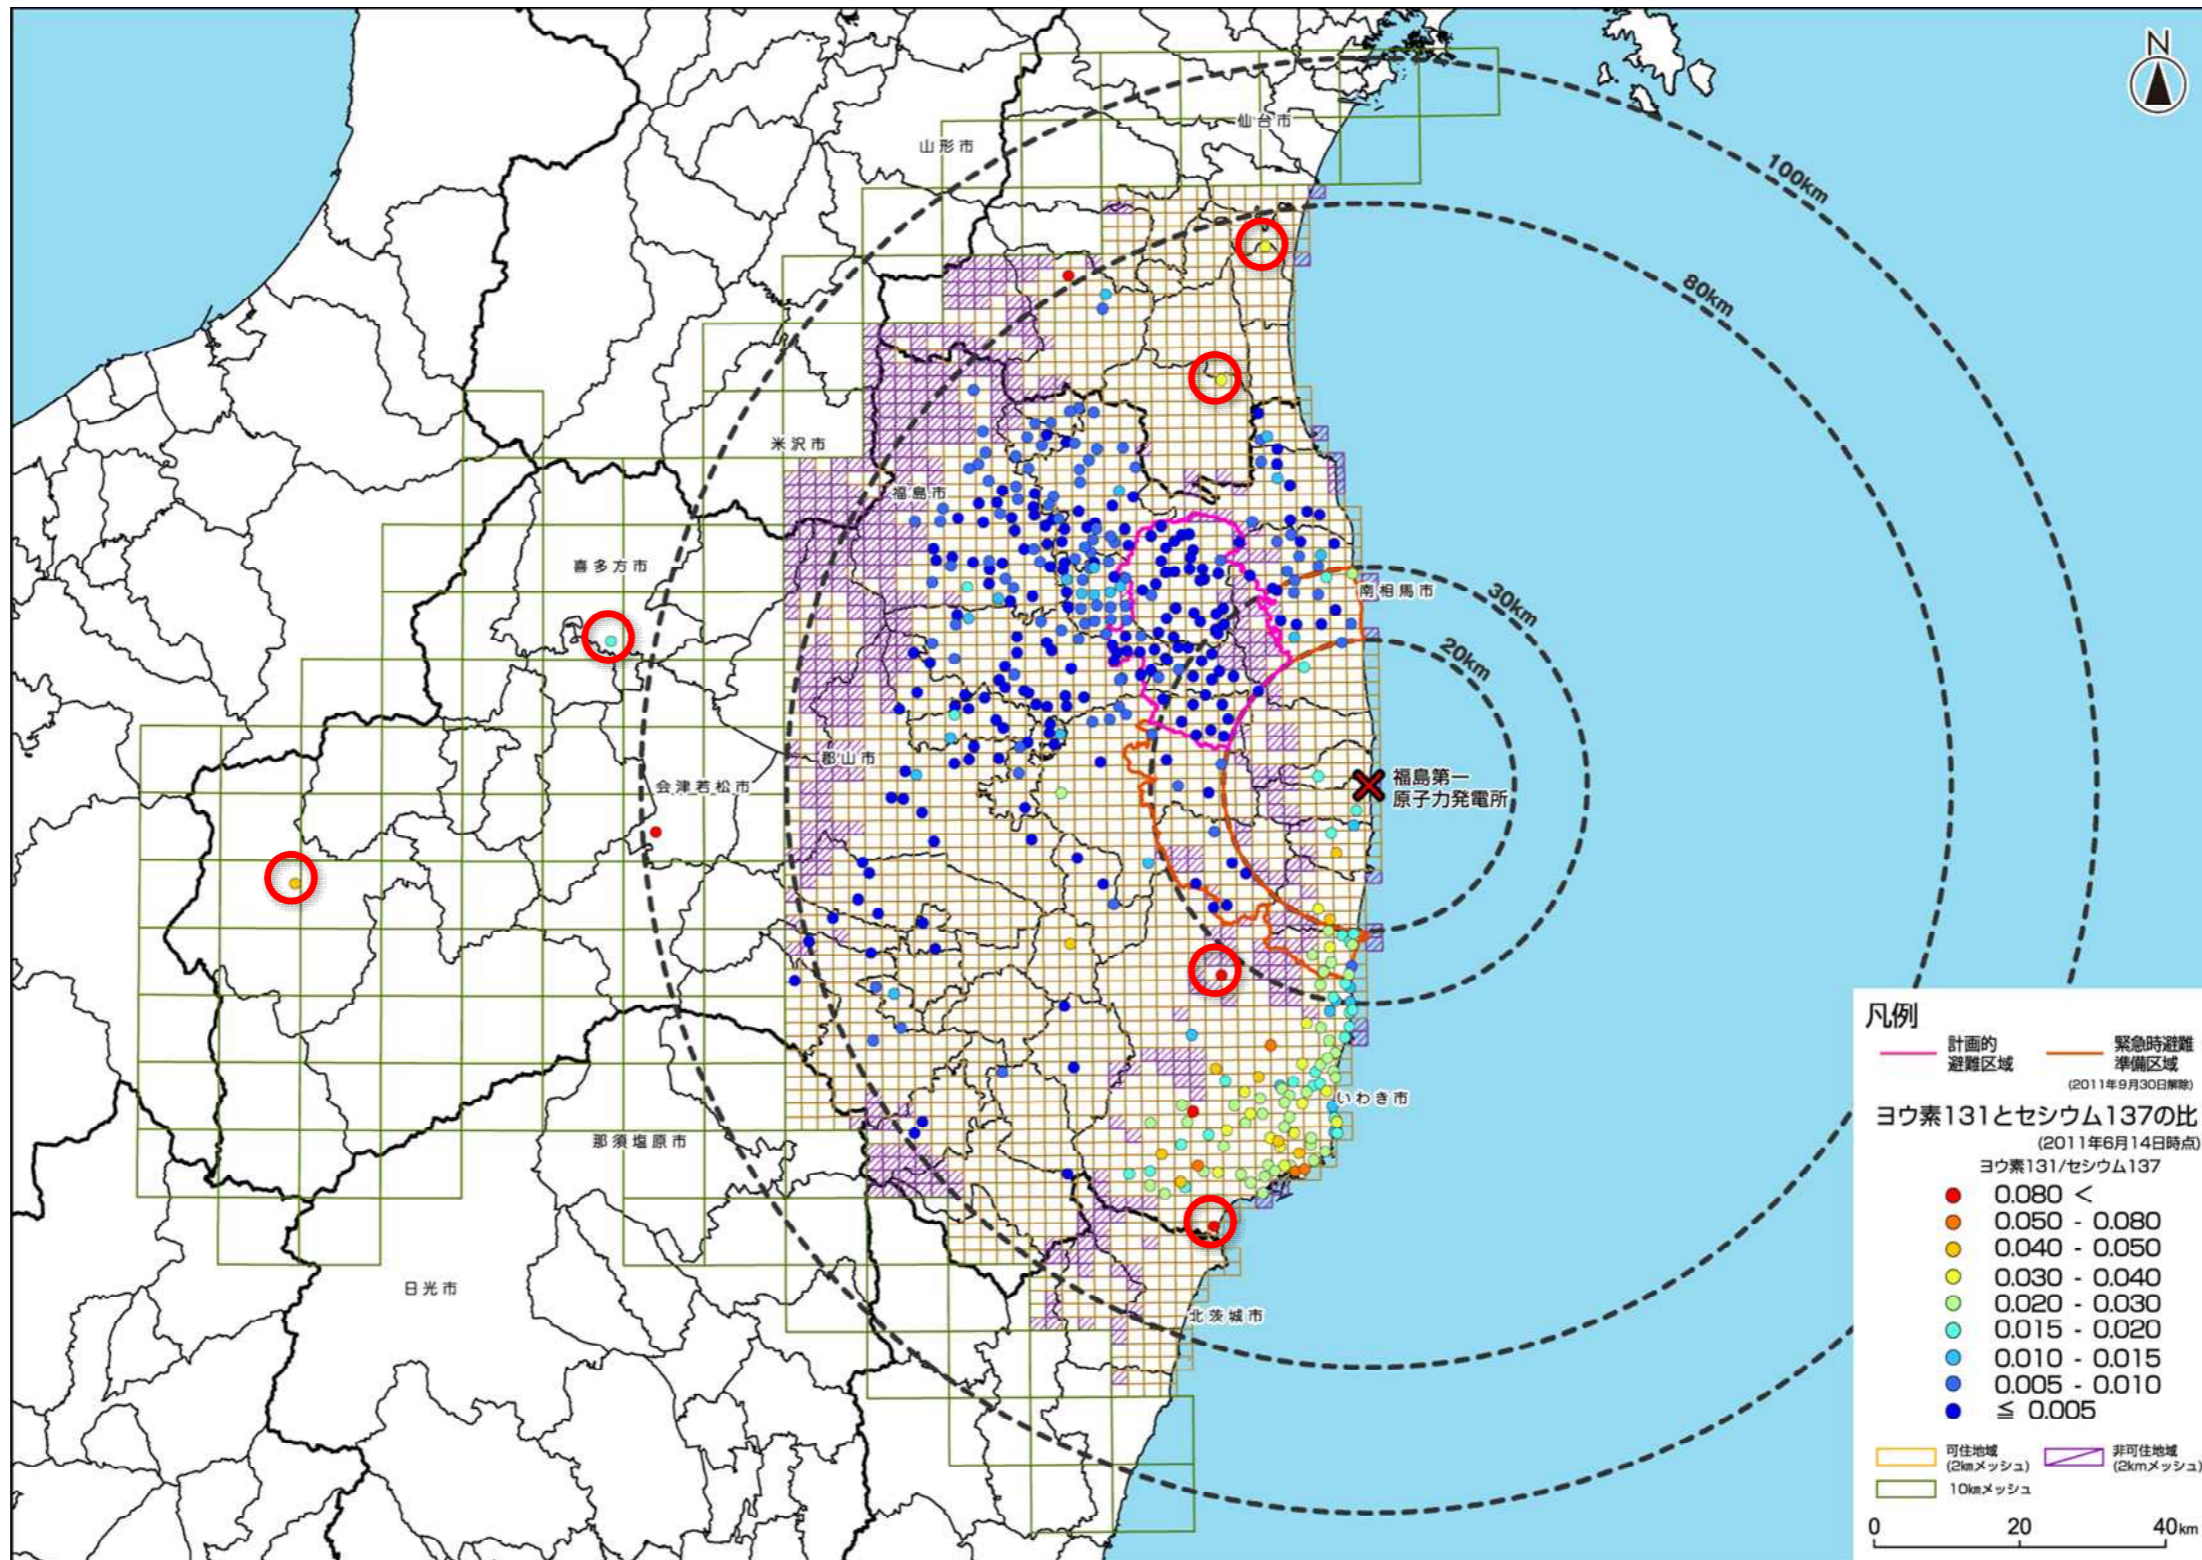 N
100km
仙台市
山形市
80km
米沢市
福島市
喜多方市
南相馬市
30km
20km
郡山市
会津若松市
福島第一
原子力発電所
いわき市
那須塩原市
日光市
北茨城市
凡例
計画的
避難区域
緊急時避難
準備区域
(2011年9月30日解除)
ヨウ素131とセシウム137の比
(2011年6月14日時点)
ヨウ素131/セシウム137
0.080 <
0.050 - 0.080
0.040 - 0.050
0.030 - 0.040
0.020 - 0.030
0.015 - 0.020
0.010 - 0.015
0.005 - 0.010
≦ 0.005
可住地域
(2kmメッシュ)
非可住地域
(2kmメッシュ)
10kmメッシュ
0 20 40km